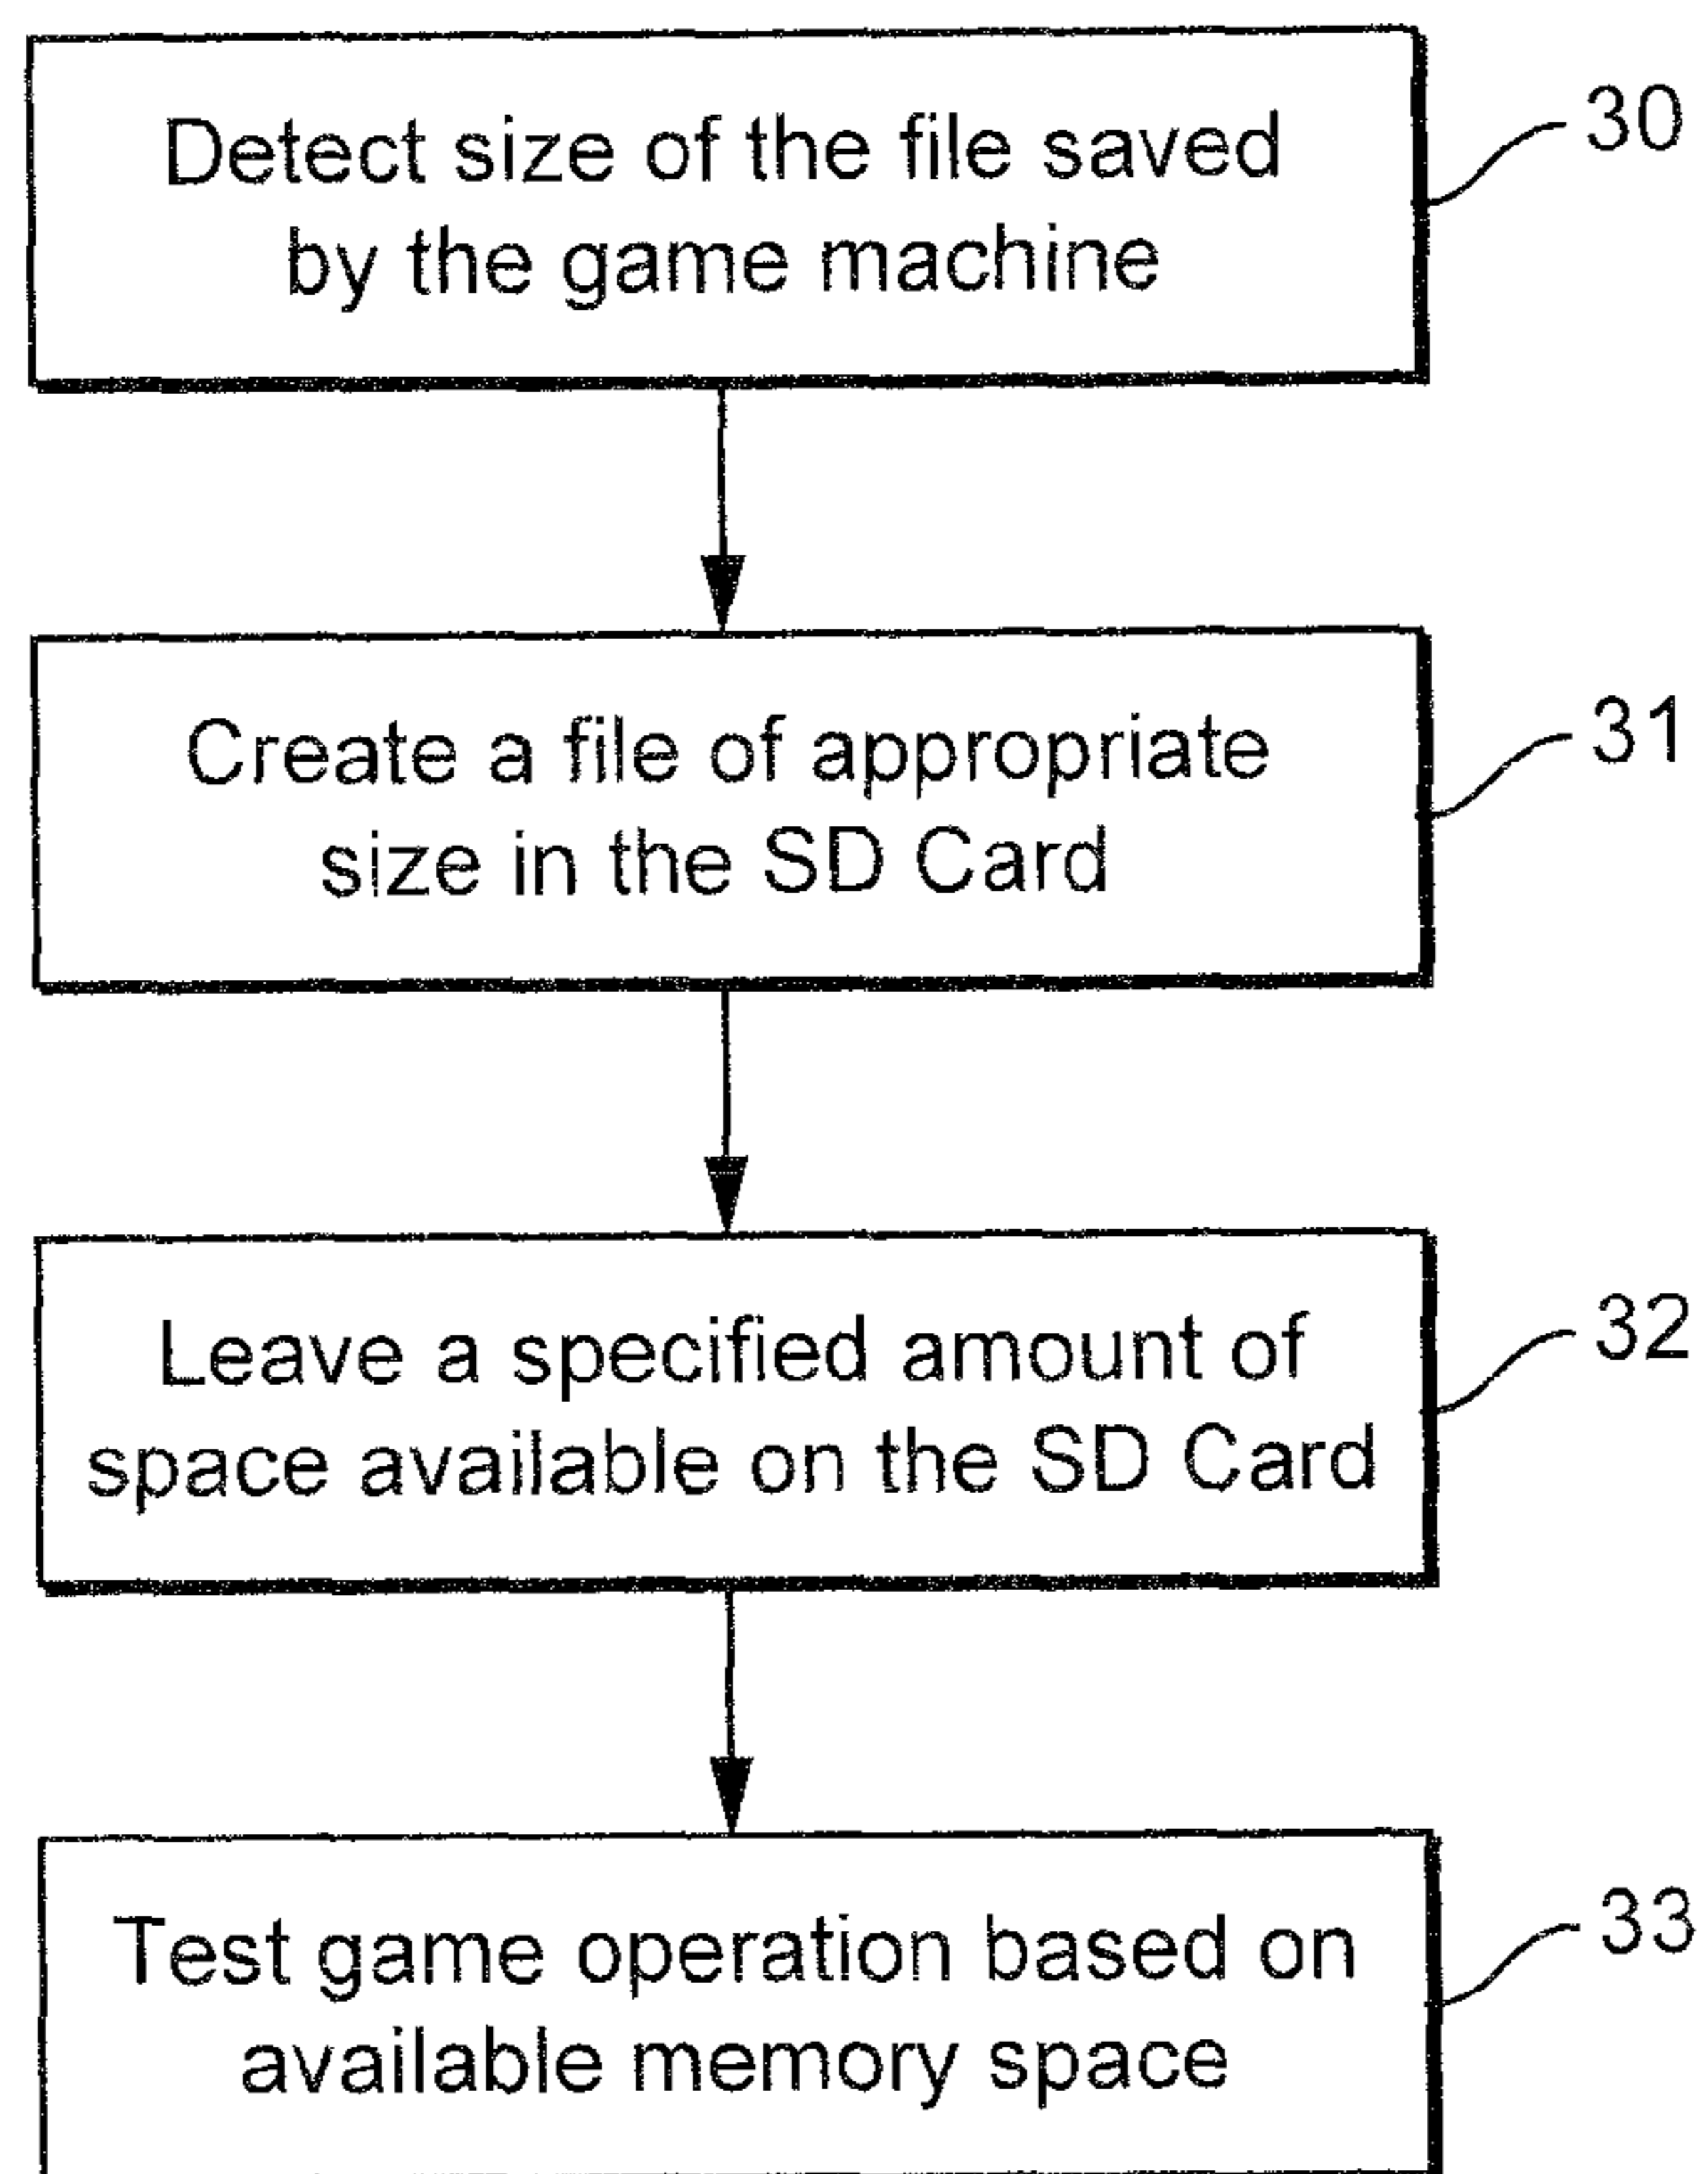 Detect size of the file saved
by the game machine
30
Create a file of appropriate
size in the SD Card
31
Leave a specified amount of
space available on the SD Card
32
Test game operation based on
available memory space
33